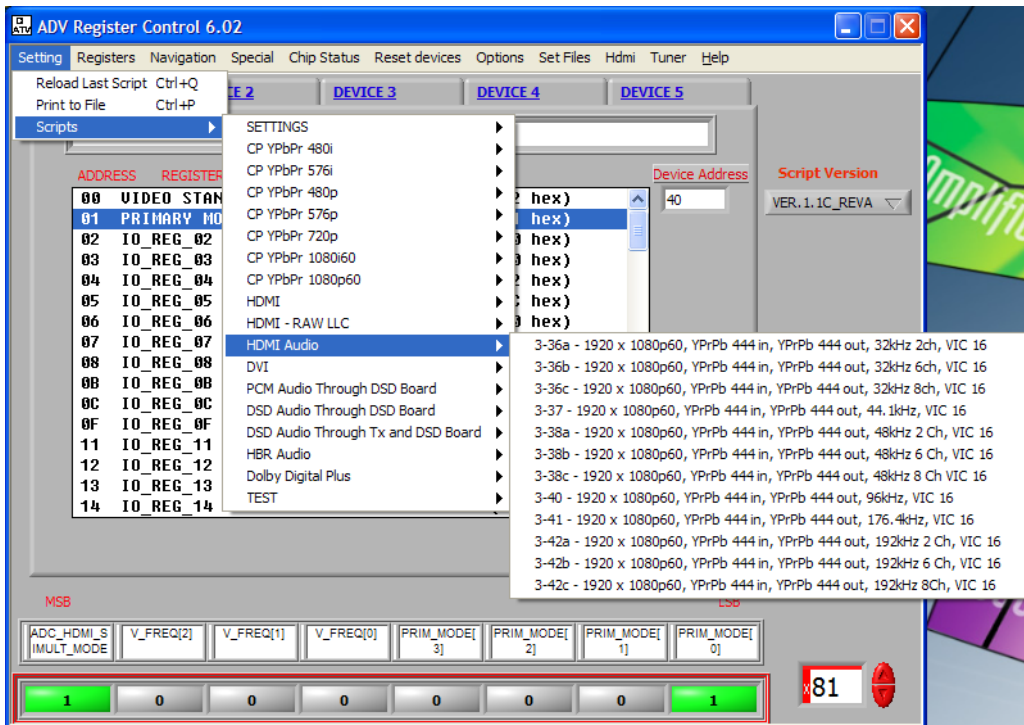 ADV Register Control 6.02
Setting Registers Navigation Special Chip Status Reset devices Options Set Files Hdmi Tuner Help
Reload Last Script Ctrl+Q
Print to File Ctrl+P
Scripts
CE 2 DEVICE 3 DEVICE 4 DEVICE 5
SETTINGS
CP YPbPr 480i
CP YPbPr 576i
CP YPbPr 480p
CP YPbPr 576p
CP YPbPr 720p
CP YPbPr 1080i60
CP YPbPr 1080p60
HDMI
HDMI - RAW LLC
HDMI Audio
DVI
PCM Audio Through DSD Board
DSD Audio Through DSD Board
DSD Audio Through Tx and DSD Board
HBR Audio
Dolby Digital Plus
TEST
ADDRESS REGISTER
00 VIDEO STAN hex)
01 PRIMARY MO hex)
02 IO_REG_02 hex)
03 IO_REG_03 hex)
04 IO_REG_04 hex)
05 IO_REG_05 hex)
06 IO_REG_06 hex)
07 IO_REG_07
08 IO_REG_08
0B IO_REG_0B
0C IO_REG_0C
0F IO_REG_0F
11 IO_REG_11
12 IO_REG_12
13 IO_REG_13
14 IO_REG_14
Device Address
40
Script Version
VER.1.1C_REVA
3-36a - 1920 x 1080p60, YPrPb 444 in, YPrPb 444 out, 32kHz 2ch, VIC 16
3-36b - 1920 x 1080p60, YPrPb 444 in, YPrPb 444 out, 32kHz 6ch, VIC 16
3-36c - 1920 x 1080p60, YPrPb 444 in, YPrPb 444 out, 32kHz 8ch, VIC 16
3-37 - 1920 x 1080p60, YPrPb 444 in, YPrPb 444 out, 44.1kHz, VIC 16
3-38a - 1920 x 1080p60, YPrPb 444 in, YPrPb 444 out, 48kHz 2 Ch, VIC 16
3-38b - 1920 x 1080p60, YPrPb 444 in, YPrPb 444 out, 48kHz 6 Ch, VIC 16
3-38c - 1920 x 1080p60, YPrPb 444 in, YPrPb 444 out, 48kHz 8 Ch VIC 16
3-40 - 1920 x 1080p60, YPrPb 444 in, YPrPb 444 out, 96kHz, VIC 16
3-41 - 1920 x 1080p60, YPrPb 444 in, YPrPb 444 out, 176.4kHz, VIC 16
3-42a - 1920 x 1080p60, YPrPb 444 in, YPrPb 444 out, 192kHz 2 Ch, VIC 16
3-42b - 1920 x 1080p60, YPrPb 444 in, YPrPb 444 out, 192kHz 6 Ch, VIC 16
3-42c - 1920 x 1080p60, YPrPb 444 in, YPrPb 444 out, 192kHz 8Ch, VIC 16
MSB LSB
ADC_HDMI_S V_FREQ[2] V_FREQ[1] V_FREQ[0] PRIM_MODE[ PRIM_MODE[ PRIM_MODE[ PRIM_MODE[
IMULT_MODE 3] 2] 1] 0]
1 0 0 0 0 0 0 1
x81
Amplifie